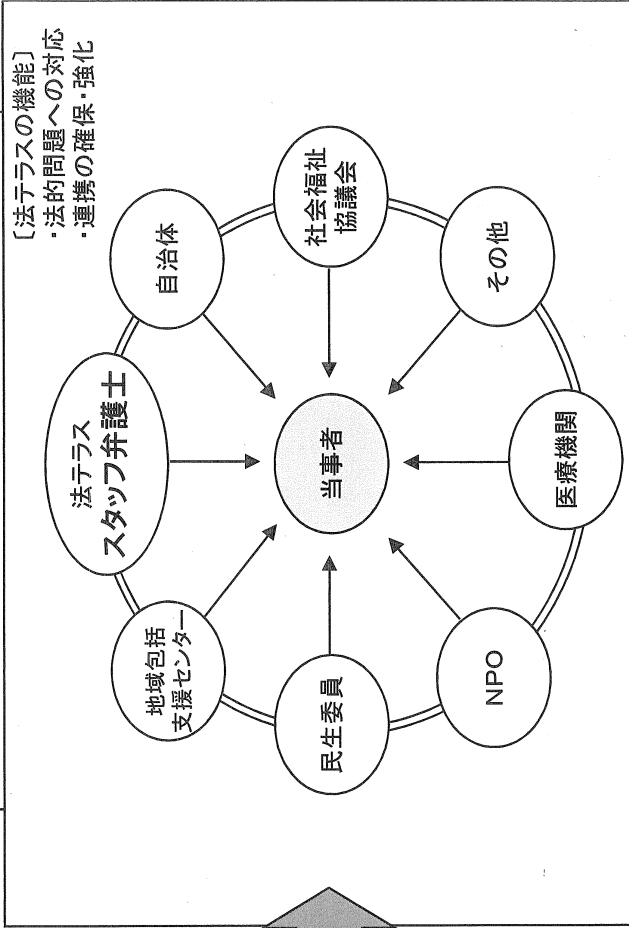 ［法テラスの機能］
・法的問題への対応
・連携の確保・強化
法テラス
スタッフ弁護士
自治体
社会福祉
協議会
その他
医療機関
NPO
民生委員
地域包括
支援センター
当事者